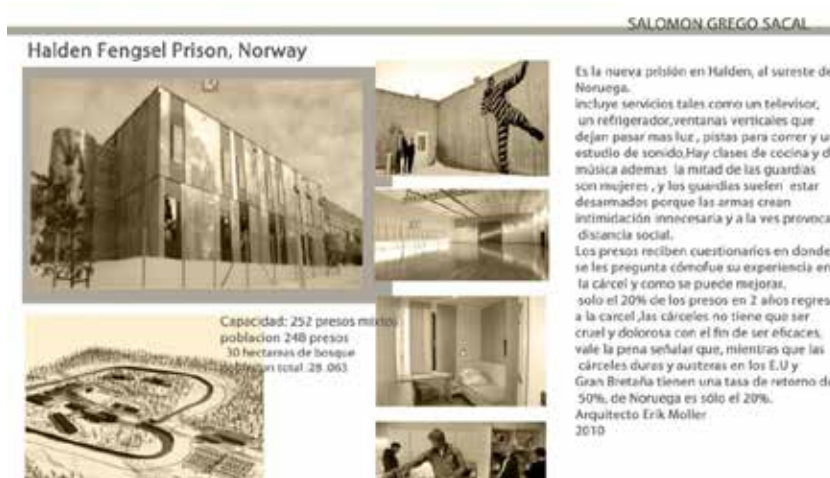 SALOMON GREGO SACAL
Halden Fengsel Prison, Norway
Capacidad: 252 presos mixtos
poblacion 248 presos
30 hectareas de bosque
poblacion total :28 .063
Es la nueva prisión en Halden, al sureste de
Noruega.
incluye servicios tales como un televisor,
un refrigerador,ventanas verticales que
dejan pasar mas luz , pistas para correr y un
estudio de sonido.Hay clases de cocina y d
música ademas la mitad de las guardias
son mujeres , y los guardias suelen estar
desarmados porque las armas crean
intimidación innecesaria y a la ves provoca
distancia social.
Los presos reciben cuestionarios en donde
se les pregunta cómofue su experiencia en
la cárcel y como se puede mejorar.
solo el 20% de los presos en 2 años regres
a la carcel ,las cárceles no tiene que ser
cruel y dolorosa con el fin de ser eficaces,
vale la pena señalar que, mientras que las
cárceles duras y austeras en los E.U y
Gran Bretaña tienen una tasa de retorno de
50%, de Noruega es sólo el 20%.
Arquitecto Erik Moller
2010